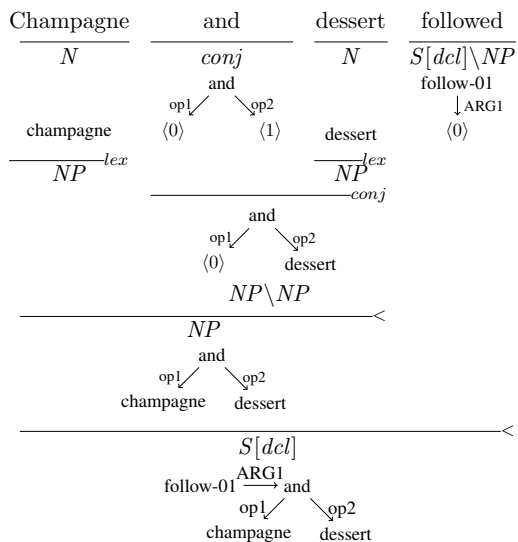 Champagne and dessert followed
N conj N S[dcl]\NP
and follow-01
op1 op2 ARG1
champagne ⟨0⟩ ⟨1⟩ dessert ⟨0⟩
lex lex
NP NP
conj
and
op1 op2
⟨0⟩ dessert
NP\NP
<
NP
and
op1 op2
champagne dessert
<
S[dcl]
follow-01 ARG1 and
op1 op2
champagne dessert